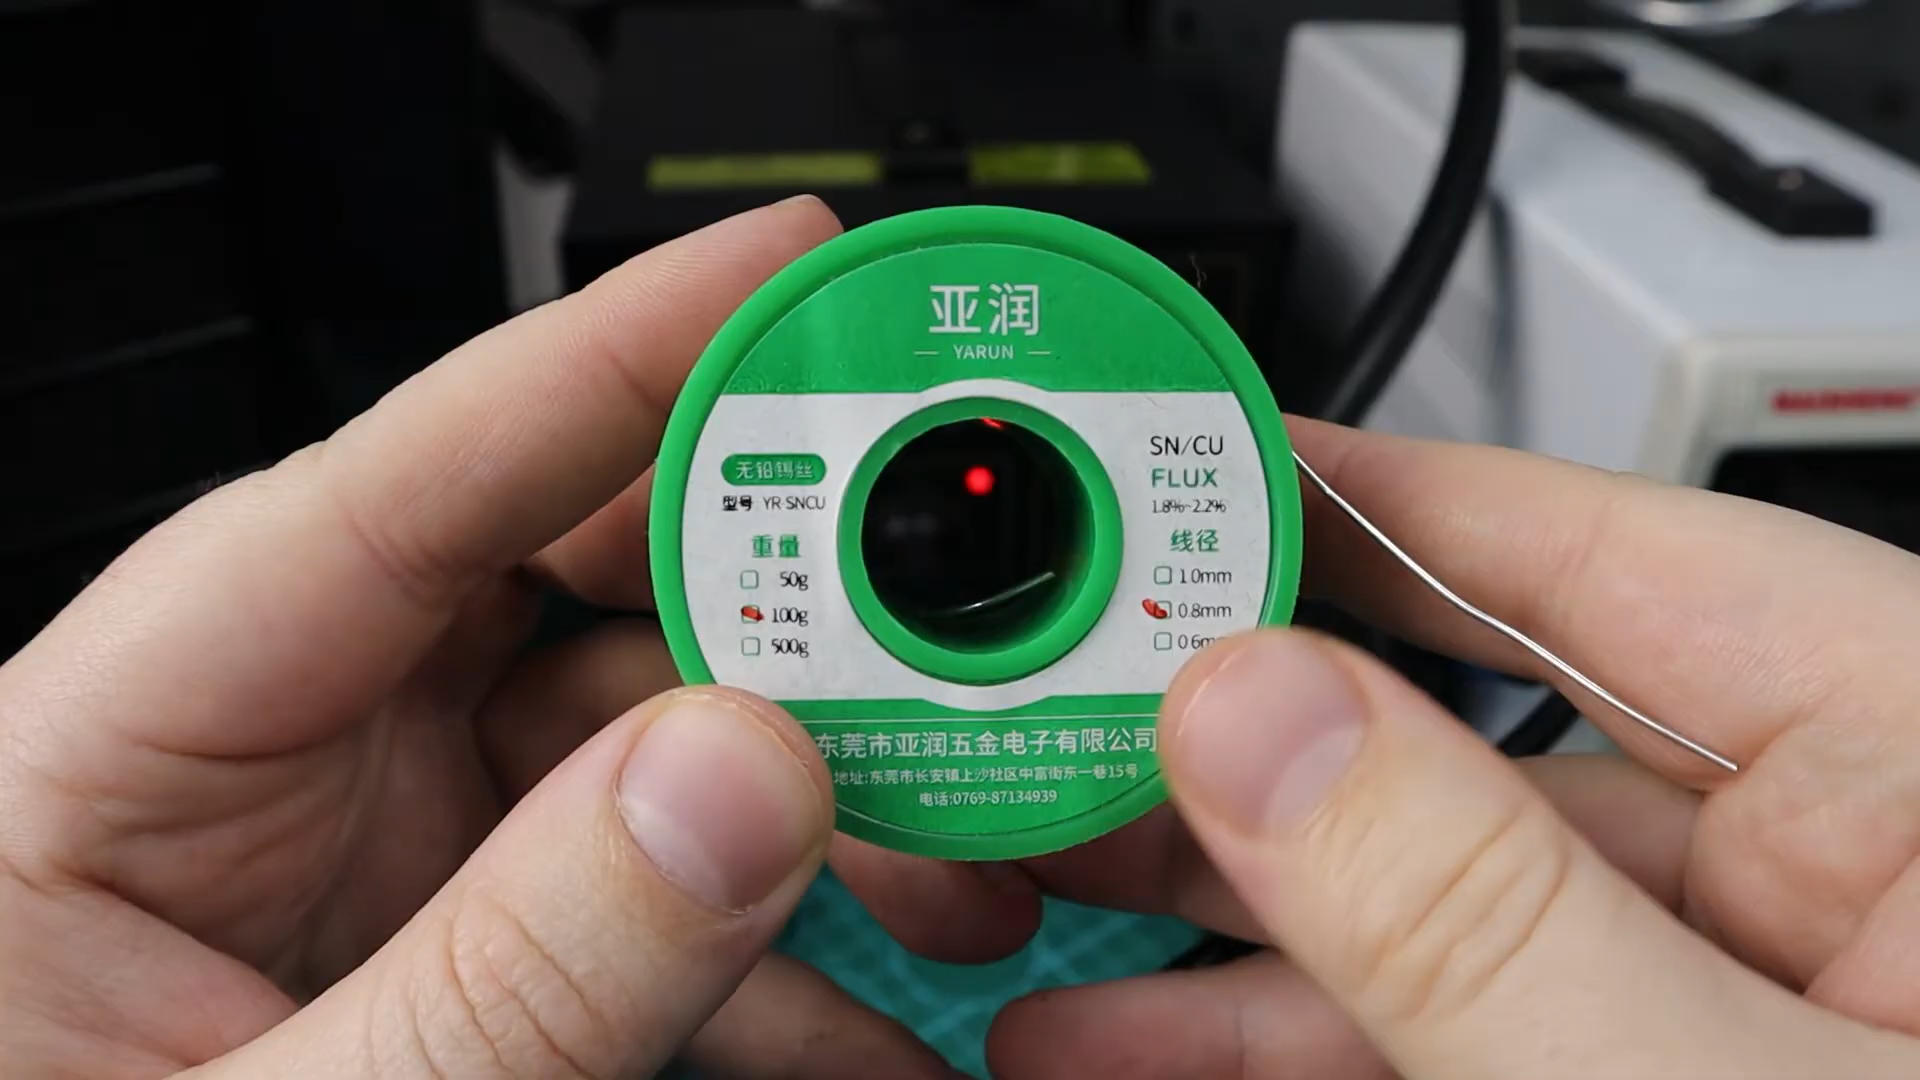 亚润
YARUN
无铅锡丝
型号 YR-SNCU
重量
50g
100g
500g
SN/CU
FLUX
1.8%~2.2%
线径
1.0mm
0.8mm
东莞市亚润五金电子有限公司
地址:东莞市长安镇上沙社区中富街东一巷15号
电话:0769-87134939